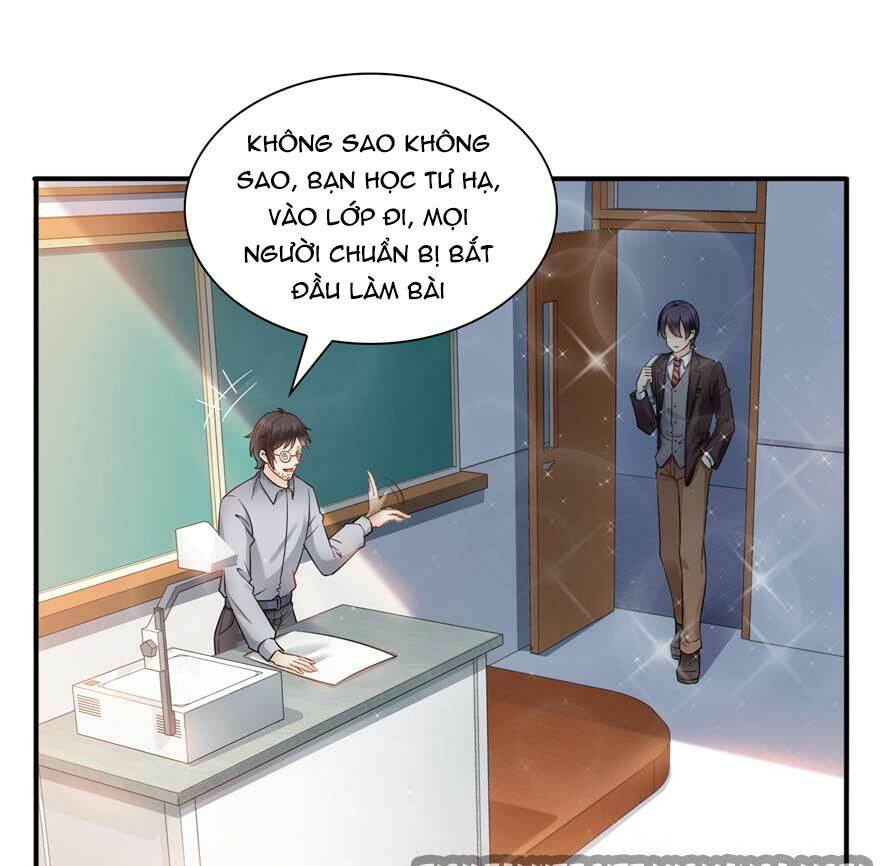 KHÔNG SAO KHÔNG
SAO, BẠN HỌC TƯ HẠ,
VÀO LỚP ĐI, MỌI
NGƯỜI CHUẨN BỊ BẮT
ĐẦU LÀM BÀI